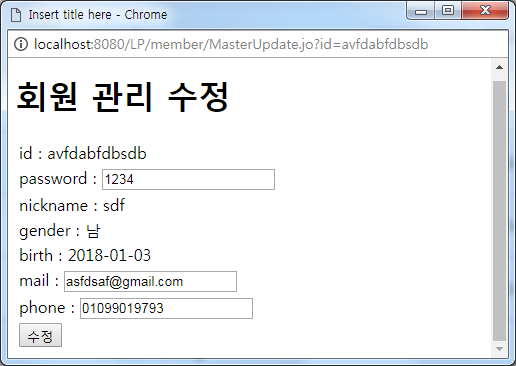 Insert title here - Chrome
localhost:8080/LP/member/MasterUpdate.jo?id=avfdabfdbsdb
회원 관리 수정
id : avfdabfdbsdb
password : 1234
nickname : sdf
gender : 남
birth : 2018-01-03
mail : asfdsaf@gmail.com
phone : 01099019793
수정